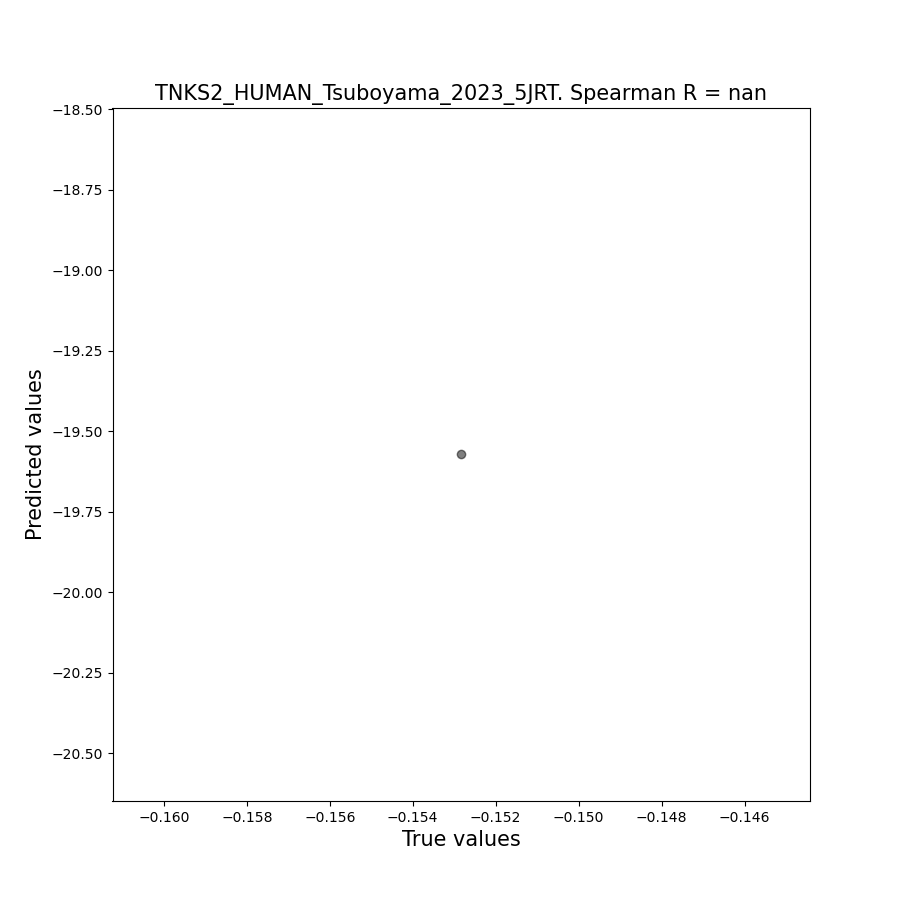 TNKS2_HUMAN_Tsuboyama_2023_5JRT. Spearman R = nan
−18.50
−18.75
−19.00
−19.25
−19.50
−19.75
−20.00
−20.25
−20.50
Predicted values
−0.160 −0.158 −0.156 −0.154 −0.152 −0.150 −0.148 −0.146
True values